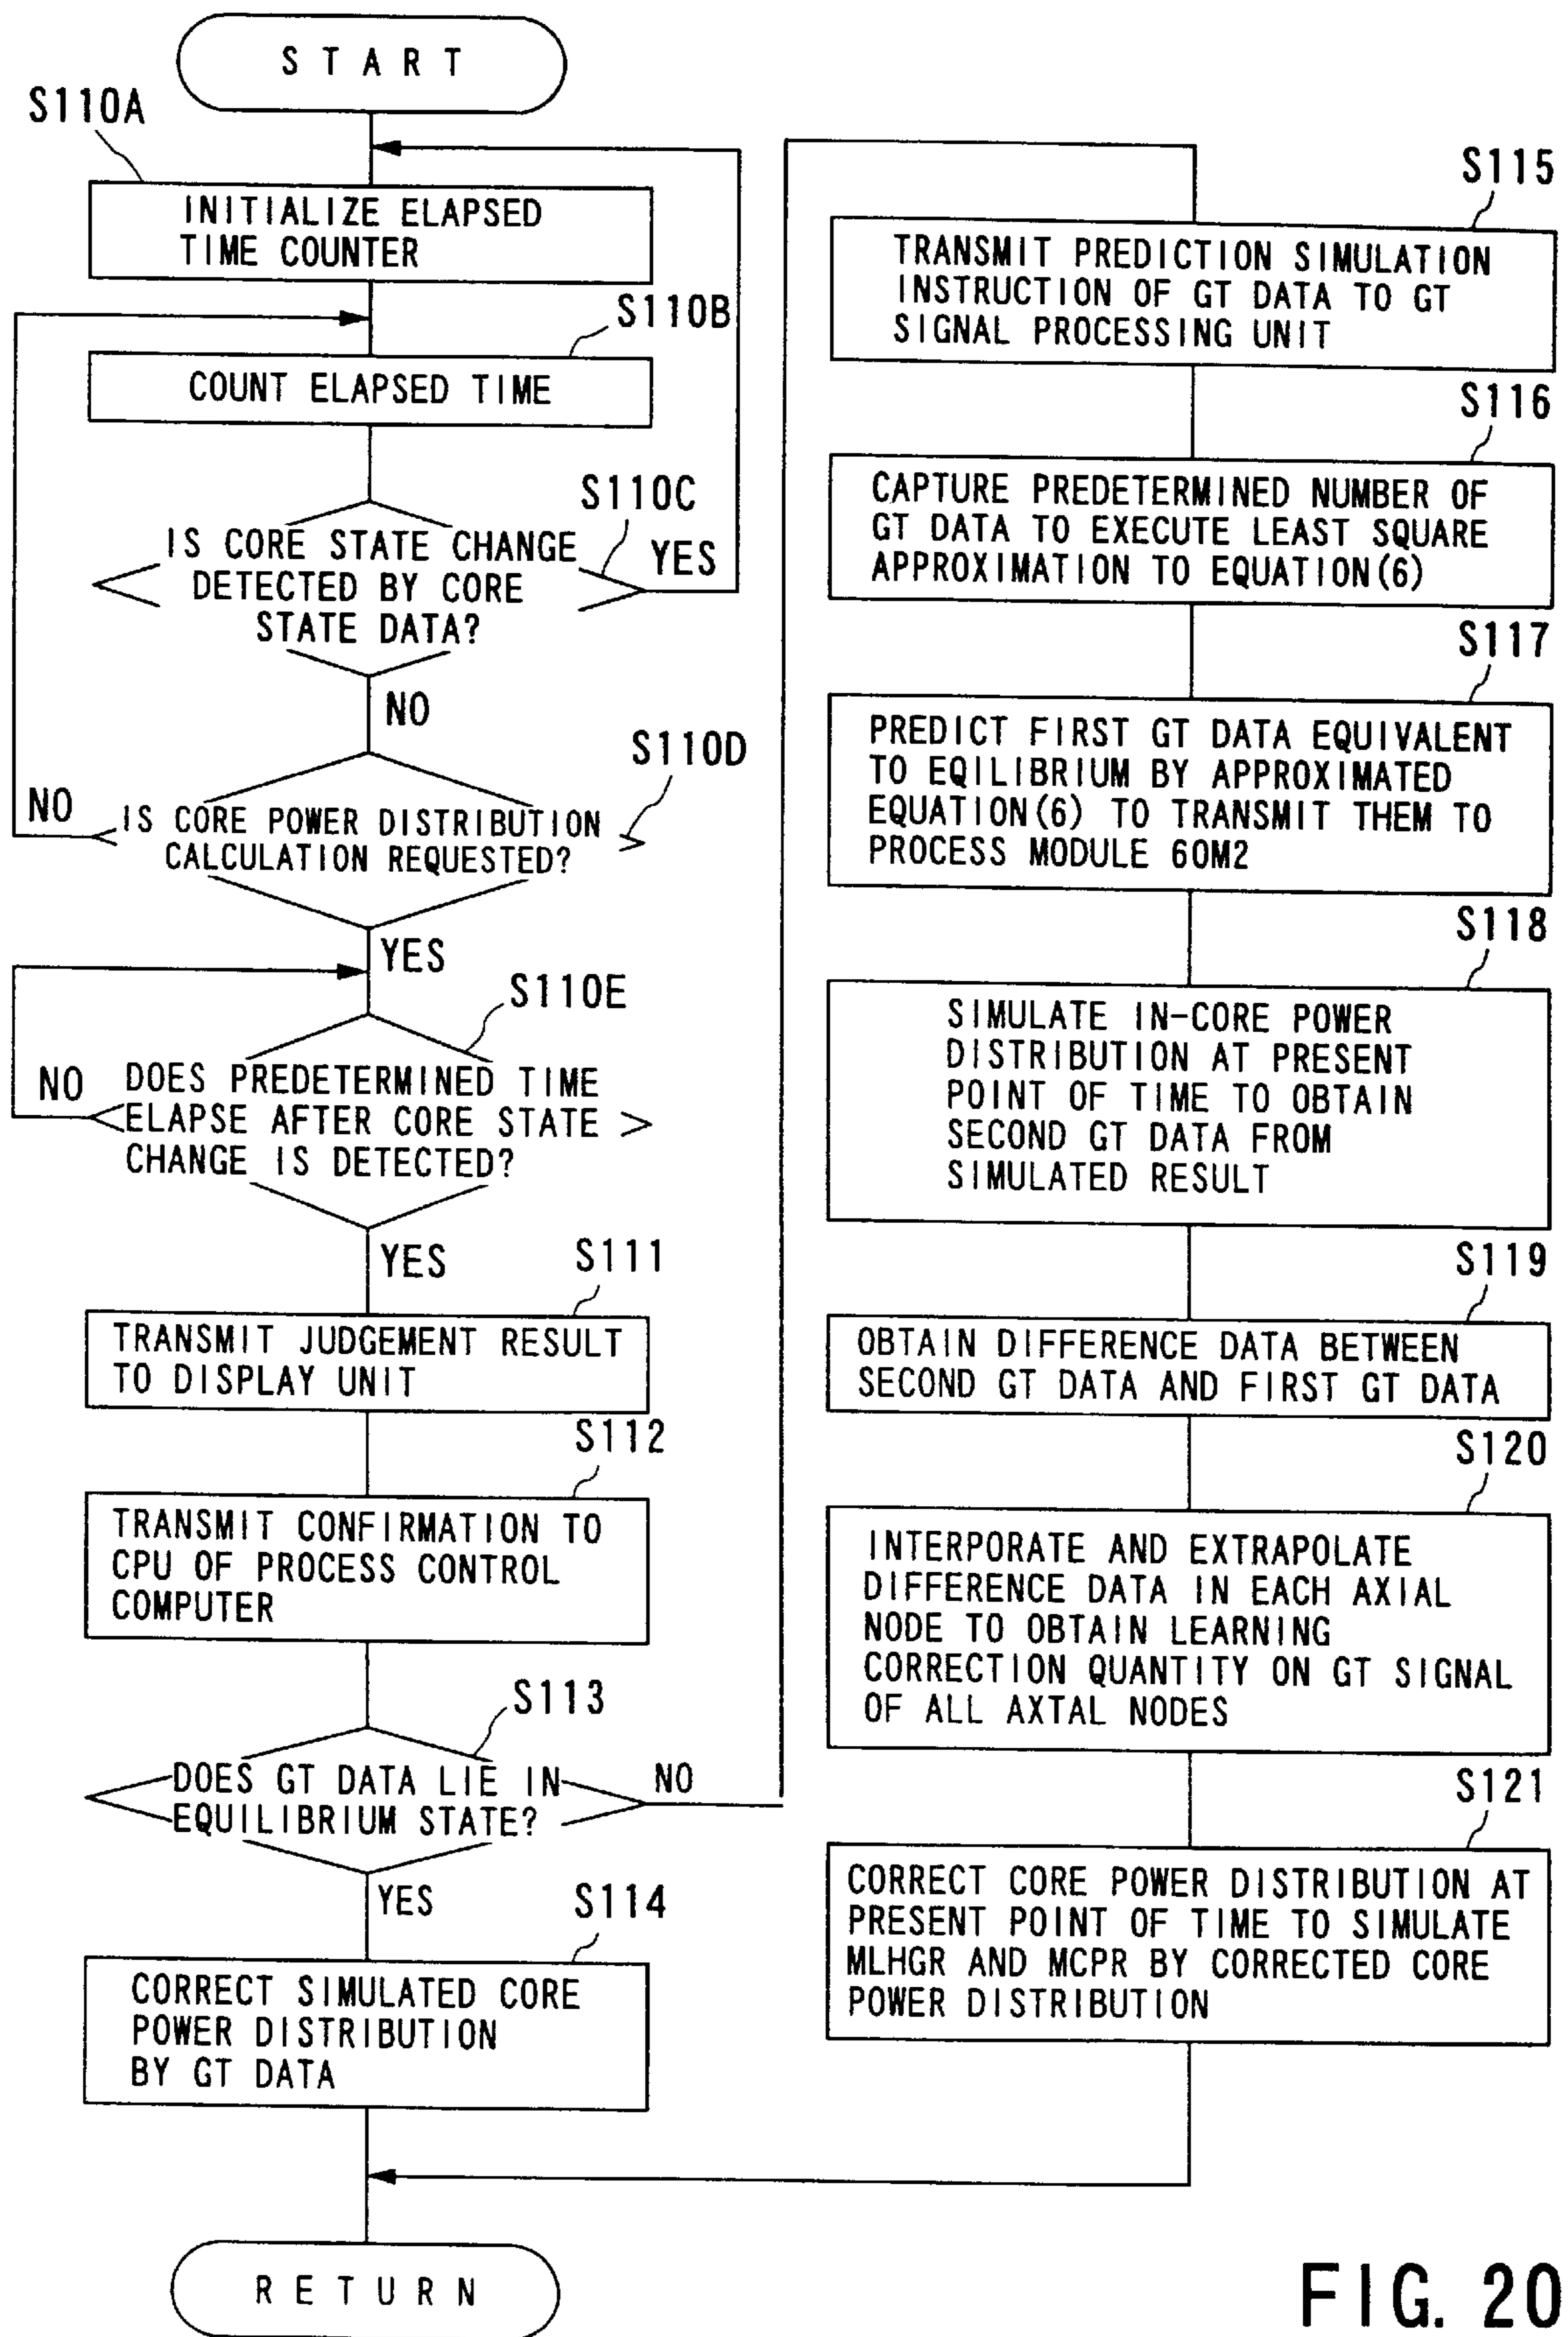 START
S110A
INITIALIZE ELAPSED
TIME COUNTER
S110B
COUNT ELAPSED TIME
S110C
IS CORE STATE CHANGE
DETECTED BY CORE
STATE DATA?
YES
NO
S110D
IS CORE POWER DISTRIBUTION
CALCULATION REQUESTED?
NO
YES
S110E
DOES PREDETERMINED TIME
ELAPSE AFTER CORE STATE
CHANGE IS DETECTED?
NO
YES
S111
TRANSMIT JUDGEMENT RESULT
TO DISPLAY UNIT
S112
TRANSMIT CONFIRMATION TO
CPU OF PROCESS CONTROL
COMPUTER
S113
DOES GT DATA LIE IN
EQUILIBRIUM STATE?
NO
YES
S114
CORRECT SIMULATED CORE
POWER DISTRIBUTION
BY GT DATA
RETURN
S115
TRANSMIT PREDICTION SIMULATION
INSTRUCTION OF GT DATA TO GT
SIGNAL PROCESSING UNIT
S116
CAPTURE PREDETERMINED NUMBER OF
GT DATA TO EXECUTE LEAST SQUARE
APPROXIMATION TO EQUATION(6)
S117
PREDICT FIRST GT DATA EQUIVALENT
TO EQILIBRIUM BY APPROXIMATED
EQUATION(6) TO TRANSMIT THEM TO
PROCESS MODULE 60M2
S118
SIMULATE IN-CORE POWER
DISTRIBUTION AT PRESENT
POINT OF TIME TO OBTAIN
SECOND GT DATA FROM
SIMULATED RESULT
S119
OBTAIN DIFFERENCE DATA BETWEEN
SECOND GT DATA AND FIRST GT DATA
S120
INTERPORATE AND EXTRAPOLATE
DIFFERENCE DATA IN EACH AXIAL
NODE TO OBTAIN LEARNING
CORRECTION QUANTITY ON GT SIGNAL
OF ALL AXTAL NODES
S121
CORRECT CORE POWER DISTRIBUTION AT
PRESENT POINT OF TIME TO SIMULATE
MLHGR AND MCPR BY CORRECTED CORE
POWER DISTRIBUTION
FIG. 20